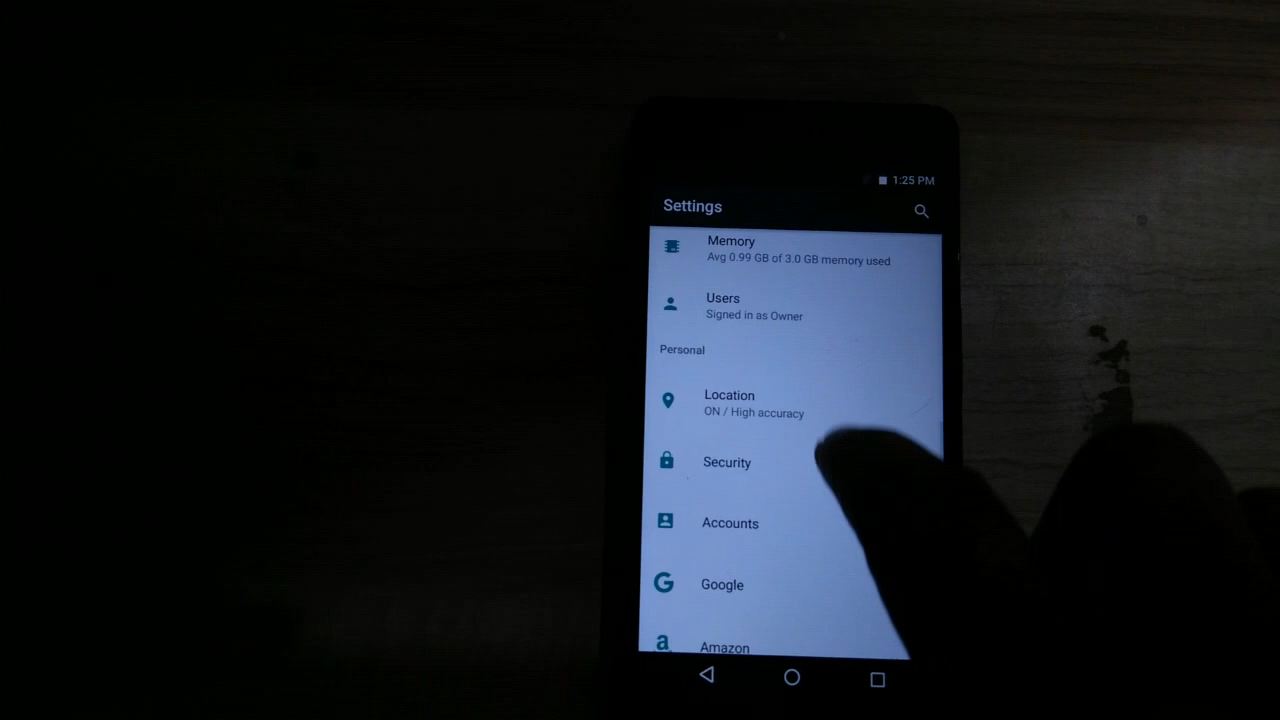 1:25 PM
Settings
Memory
Avg 0.99 GB of 3.0 GB memory used
Users
Signed in as Owner
Personal
Location
ON / High accuracy
Security
Accounts
Google
Amazon